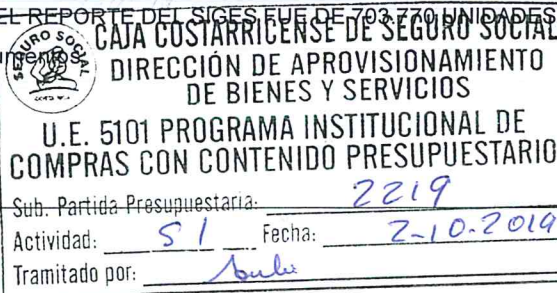 EL REPORTE DEL SIGES FUE DE 703.770 UNIDADES
CAJA COSTARRICENSE DE SEGURO SOCIAL
DIRECCIÓN DE APROVISIONAMIENTO
DE BIENES Y SERVICIOS
U.E. 5101 PROGRAMA INSTITUCIONAL DE
COMPRAS CON CONTENIDO PRESUPUESTARIO
Sub. Partida Presupuestaria: 2219
Actividad: 51 Fecha: 2-10-2019
Tramitado por: